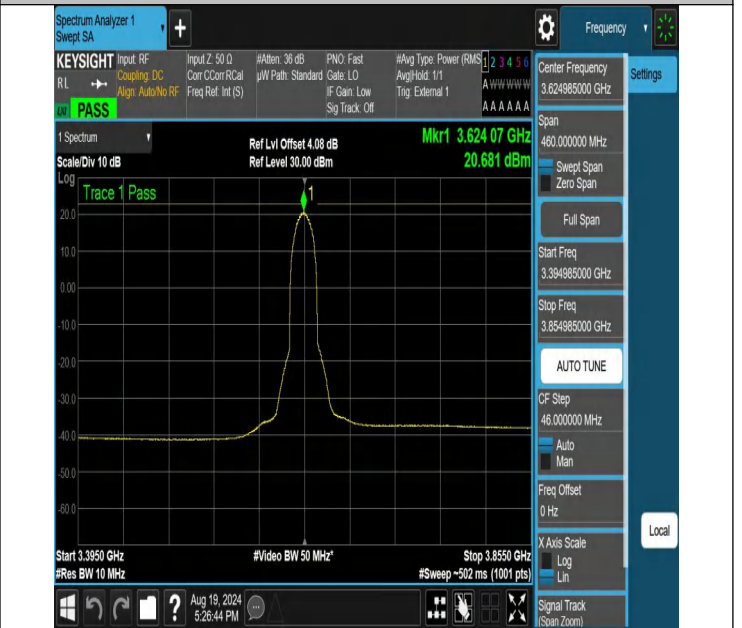 Spectrum Analyzer 1
Swept SA
+
Frequency
KEYSIGHT
Input: RF
Coupling: DC
Align: Auto/No RF
Input Z: 50 Ω
Corr CCorr RCal
Freq Ref: Int (S)
#Atten: 36 dB
µW Path: Standard
PNO: Fast
Gate: LO
IF Gain: Low
Sig Track: Off
#Avg Type: Power (RMS
Avg|Hold: 1/1
Trig: External 1
1 2 3 4 5 6
A W W W W W
A A A A A A
R L
PASS
1 Spectrum
Scale/Div 10 dB
Ref Lvl Offset 4.08 dB
Ref Level 30.00 dBm
Mkr1 3.624 07 GHz
20.681 dBm
Log
Trace 1 Pass
1
20.0
10.0
0.00
-10.0
-20.0
-30.0
-40.0
-50.0
-60.0
Start 3.3950 GHz
#Res BW 10 MHz
#Video BW 50 MHz*
Stop 3.8550 GHz
#Sweep ~502 ms (1001 pts)
Center Frequency
3.624985000 GHz
Settings
Span
460.000000 MHz
Swept Span
Zero Span
Full Span
Start Freq
3.394985000 GHz
Stop Freq
3.854985000 GHz
AUTO TUNE
CF Step
46.000000 MHz
Auto
Man
Freq Offset
0 Hz
X Axis Scale
Log
Lin
Local
Signal Track
(Span Zoom)
?
Aug 19, 2024
5:26:44 PM